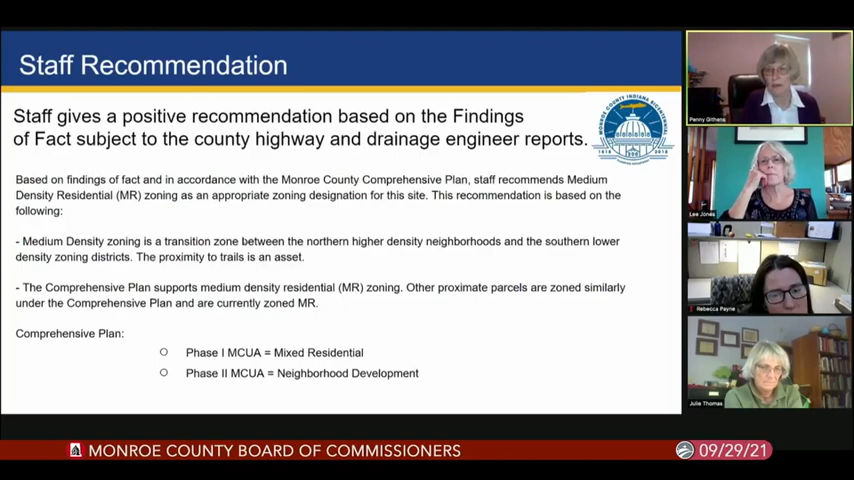 Staff Recommendation
Staff gives a positive recommendation based on the Findings
of Fact subject to the county highway and drainage engineer reports.
Based on findings of fact and in accordance with the Monroe County Comprehensive Plan, staff recommends Medium
Density Residential (MR) zoning as an appropriate zoning designation for this site. This recommendation is based on the
following:
- Medium Density zoning is a transition zone between the northern higher density neighborhoods and the southern lower
density zoning districts. The proximity to trails is an asset.
- The Comprehensive Plan supports medium density residential (MR) zoning. Other proximate parcels are zoned similarly
under the Comprehensive Plan and are currently zoned MR.
Comprehensive Plan:
Phase I MCUA = Mixed Residential
Phase II MCUA = Neighborhood Development
MONROE COUNTY INDIANA BICENTENNIAL
1818
2018
Penny Githens
Lee Jones
Rebecca Payne
Julie Thomas
MONROE COUNTY BOARD OF COMMISSIONERS
09/29/21